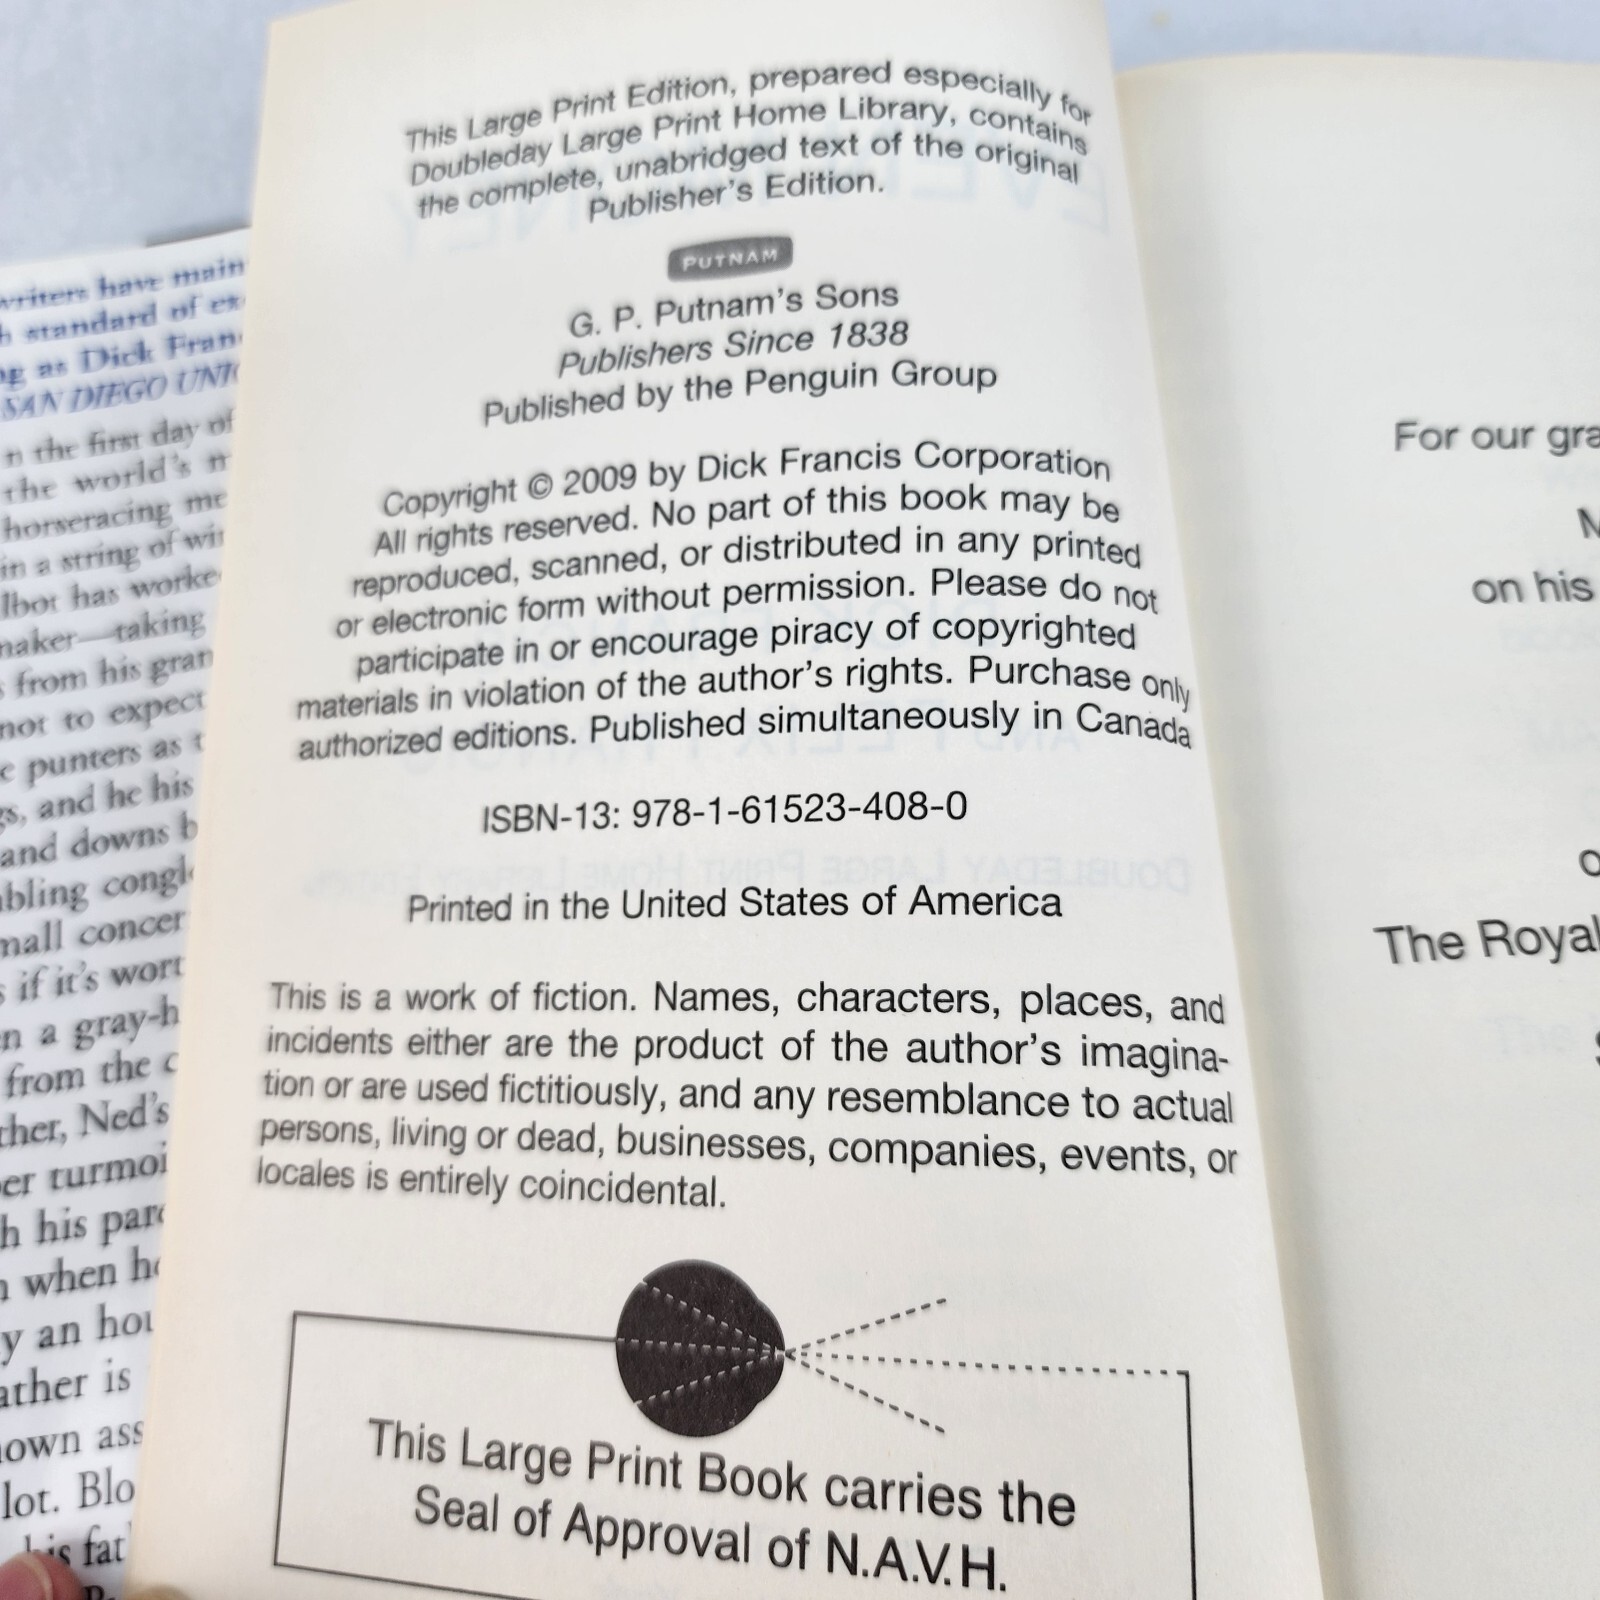 writers have main
standard of ex
as Dick Fran
SAN DIEGO UNIO
n the first day of
the world's m
horseracing me
in a string of wi
lbot has worke
maker—taking
from his gran
not to expect
punters as t
and he his
and downs b
bling congl
mall concer
if it's wort
n a gray-h
from the c
ther, Ned's
er turmoi
h his par
when ho
y an hou
ather is
own ass
lot. Blo
his fat
This Large Print Edition, prepared especially for
Doubleday Large Print Home Library, contains
the complete, unabridged text of the original
Publisher's Edition.
PUTNAM
G. P. Putnam's Sons
Publishers Since 1838
Published by the Penguin Group
Copyright © 2009 by Dick Francis Corporation
All rights reserved. No part of this book may be
reproduced, scanned, or distributed in any printed
or electronic form without permission. Please do not
participate in or encourage piracy of copyrighted
materials in violation of the author's rights. Purchase only
authorized editions. Published simultaneously in Canada
ISBN-13: 978-1-61523-408-0
Printed in the United States of America
This is a work of fiction. Names, characters, places, and
incidents either are the product of the author's imagina-
tion or are used fictitiously, and any resemblance to actual
persons, living or dead, businesses, companies, events, or
locales is entirely coincidental.
This Large Print Book carries the
Seal of Approval of N.A.V.H.
For our gra
M
on his
o
The Royal
S